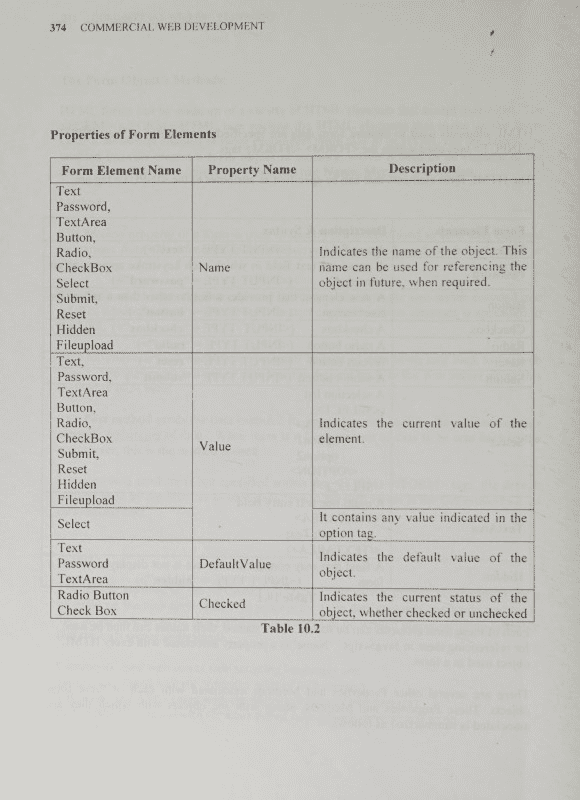 374 COMMERCIAL WEB DEVELOPMENT
Properties of Form Elements
Form Element Name Property Name Description
Text
Password,
TextArea
Button,
Radio,
CheckBox
Select
Submit,
Reset
Hidden
Fileupload
Name
Indicates the name of the object. This
name can be used for referencing the
object in future, when required.
Text,
Password,
TextArea
Button,
Radio,
CheckBox
Submit,
Reset
Hidden
Fileupload
Value
Indicates the current value of the
element.
Select
It contains any value indicated in the
option tag.
Text
Password
TextArea
DefaultValue
Indicates the default value of the
object.
Radio Button
Check Box
Checked
Indicates the current status of the
object, whether checked or unchecked
Table 10.2